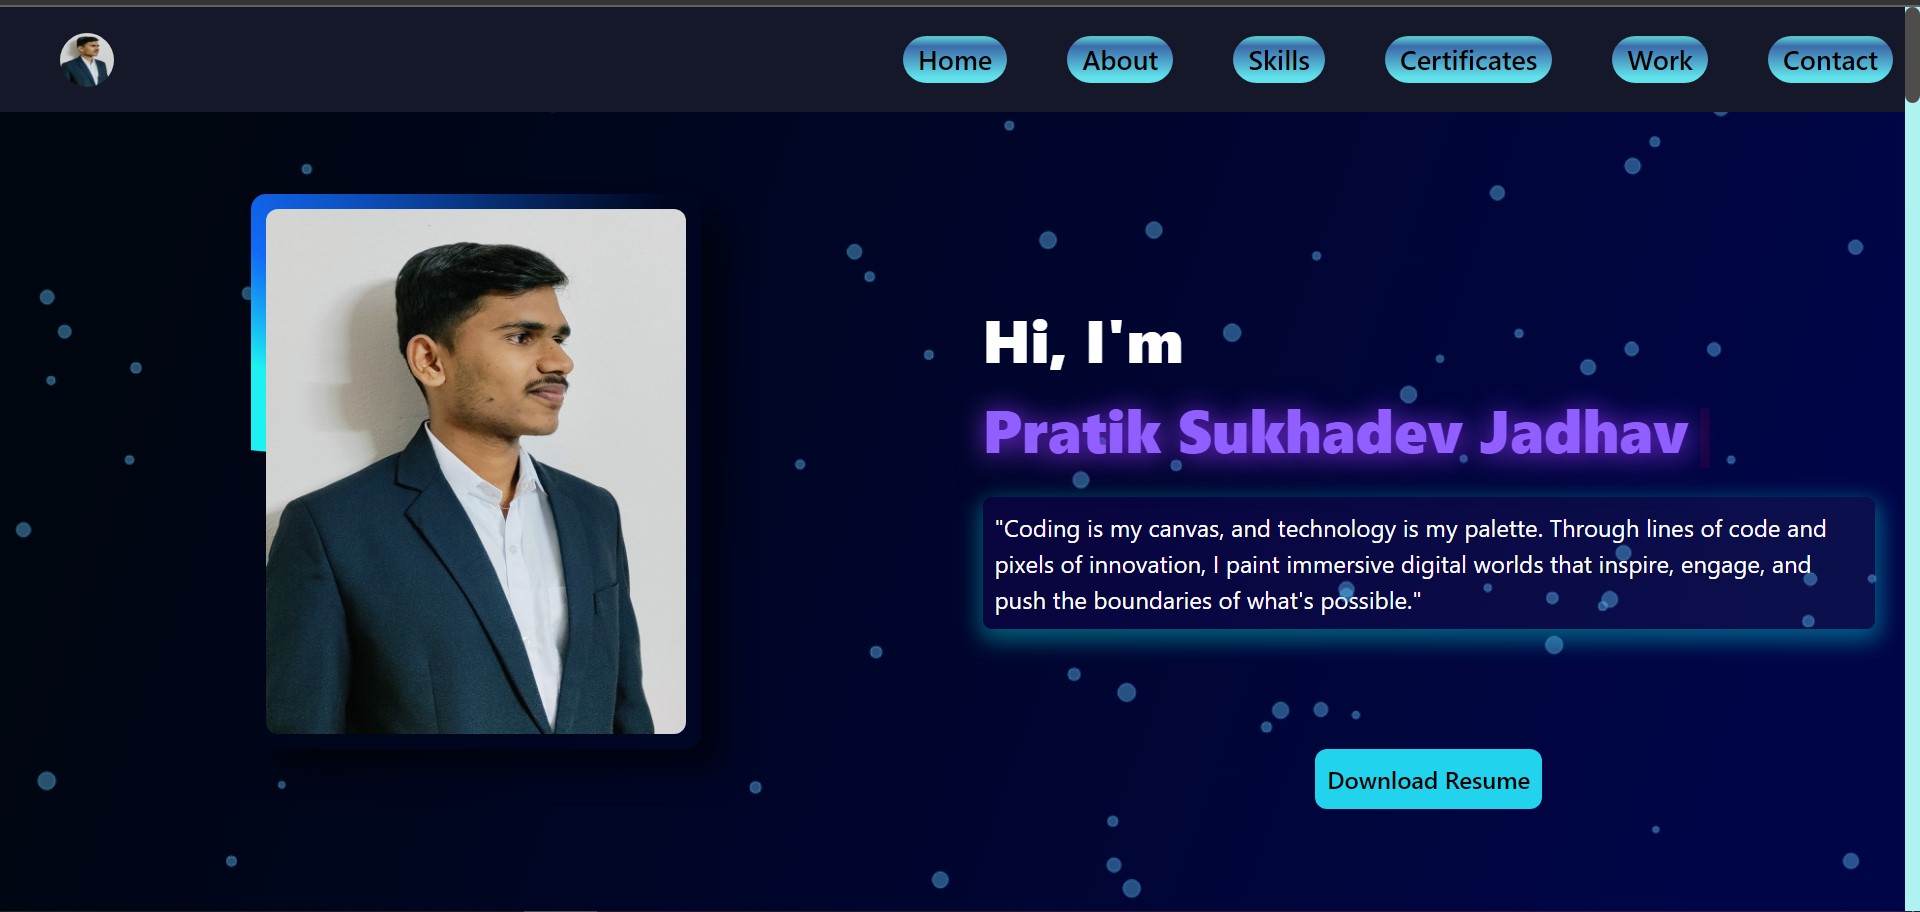 Home
About
Skills
Certificates
Work
Contact
Hi, I'm
Pratik Sukhadev Jadhav
"Coding is my canvas, and technology is my palette. Through lines of code and
pixels of innovation, I paint immersive digital worlds that inspire, engage, and
push the boundaries of what's possible."
Download Resume